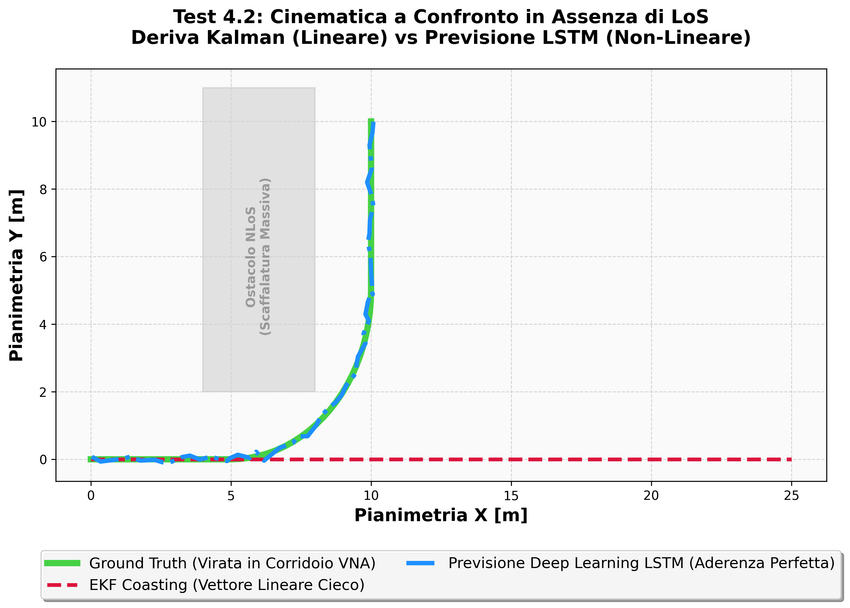 Test 4.2: Cinematica a Confronto in Assenza di LoS
Deriva Kalman (Lineare) vs Previsione LSTM (Non-Lineare)
Pianimetria Y [m]
10
8
6
4
2
0
Ostacolo NLoS
(Scaffalatura Massiva)
0
5
10
15
20
25
Pianimetria X [m]
Ground Truth (Virata in Corridoio VNA)
EKF Coasting (Vettore Lineare Cieco)
Previsione Deep Learning LSTM (Aderenza Perfetta)